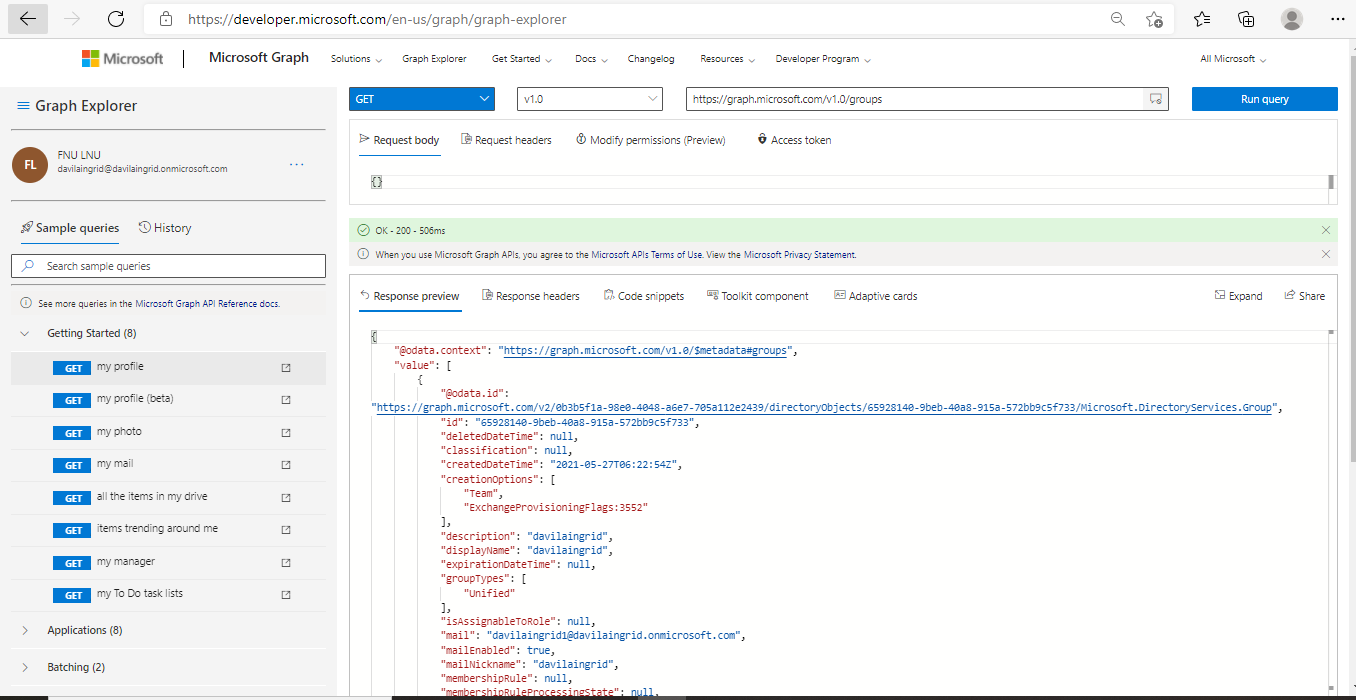 https://developer.microsoft.com/en-us/graph/graph-explorer
Microsoft
Microsoft Graph
Solutions
Graph Explorer
Get Started
Docs
Changelog
Resources
Developer Program
All Microsoft
Graph Explorer
GET
v1.0
https://graph.microsoft.com/v1.0/groups
Run query
FL
FNU LNU
davilaingrid@davilaingrid.onmicrosoft.com
...
Request body
Request headers
Modify permissions (Preview)
Access token
{}
Sample queries
History
OK - 200 - 506ms
When you use Microsoft Graph APIs, you agree to the Microsoft APIs Terms of Use. View the Microsoft Privacy Statement.
Search sample queries
See more queries in the Microsoft Graph API Reference docs.
Getting Started (8)
GET my profile
GET my profile (beta)
GET my photo
GET my mail
GET all the items in my drive
GET items trending around me
GET my manager
GET my To Do task lists
Applications (8)
Batching (2)
Response preview
Response headers
Code snippets
Toolkit component
Adaptive cards
Expand
Share
{
"@odata.context": "https://graph.microsoft.com/v1.0/$metadata#groups",
"value": [
{
"@odata.id":
"https://graph.microsoft.com/v2/0b3b5f1a-98e0-4048-a6e7-705a112e2439/directoryObjects/65928140-9beb-40a8-915a-572bb9c5f733/Microsoft.DirectoryServices.Group",
"id": "65928140-9beb-40a8-915a-572bb9c5f733",
"deletedDateTime": null,
"classification": null,
"createdDateTime": "2021-05-27T06:22:54Z",
"creationOptions": [
"Team",
"ExchangeProvisioningFlags:3552"
],
"description": "davilaingrid",
"displayName": "davilaingrid",
"expirationDateTime": null,
"groupTypes": [
"Unified"
],
"isAssignableToRole": null,
"mail": "davilaingrid1@davilaingrid.onmicrosoft.com",
"mailEnabled": true,
"mailNickname": "davilaingrid",
"membershipRule": null,
"membershipRuleProcessingState": null,